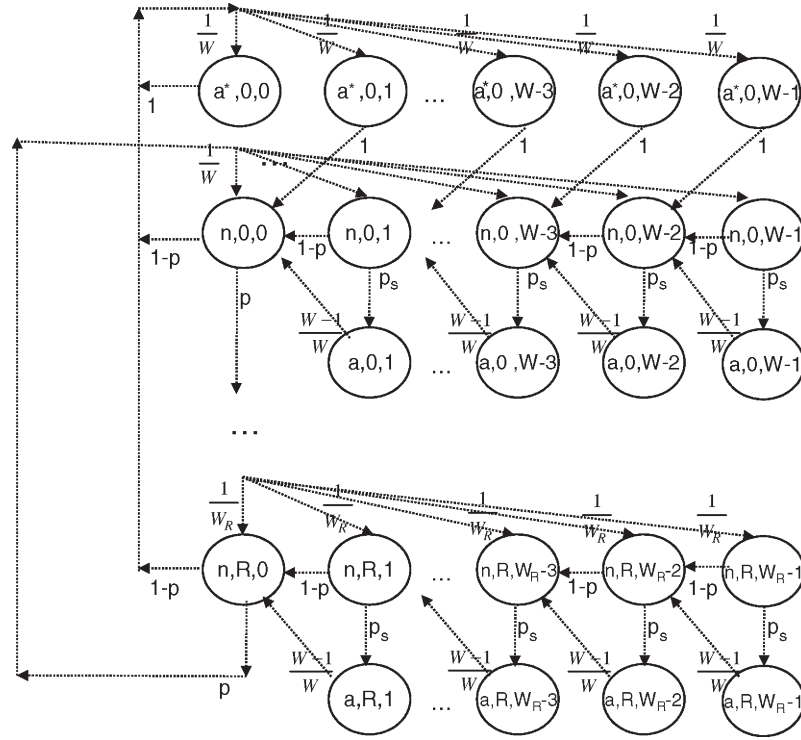 1/W 1/W 1/W 1/W 1/W
a*,0,0 a*,0,1 ... a*,0 ,W-3 a*,0,W-2 a*,0,W-1
1 1 1 1
1/W ...
n,0,0 n,0,1 ... n,0 ,W-3 n,0,W-2 n,0,W-1
1-p 1-p 1-p 1-p
p ps ps ps ps
W-1/W W-1/W W-1/W W-1/W
a,0,1 ... a,0 ,W-3 a,0,W-2 a,0,W-1
...
1/WR 1/WR 1/WR 1/WR 1/WR
n,R,0 n,R,1 ... n,R,WR-3 n,R,WR-2 n,R,WR-1
1-p 1-p 1-p 1-p
ps ps ps ps
W-1/W W-1/W W-1/W W-1/W
p
a,R,1 ... a,R,WR-3 a,R,WR-2 a,R,WR-1